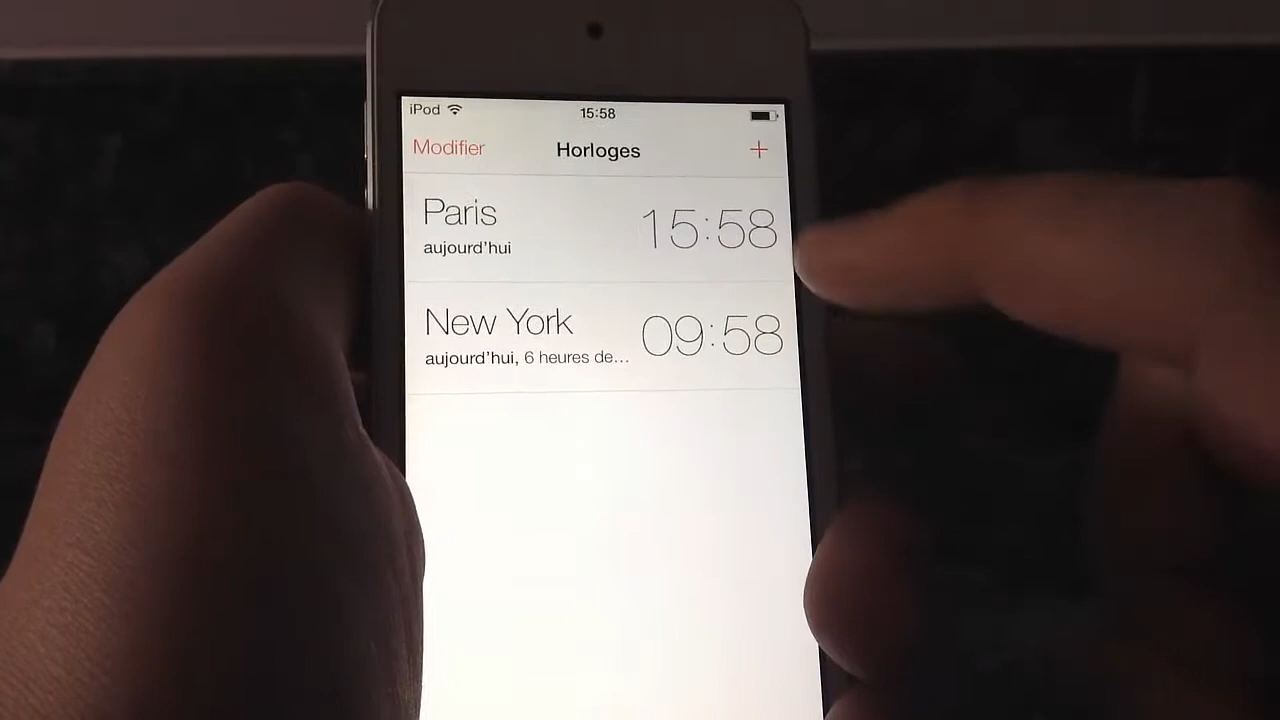 iPod 15:58
Modifier Horloges +
Paris 15:58
aujourd'hui
New York 09:58
aujourd'hui, 6 heures de...